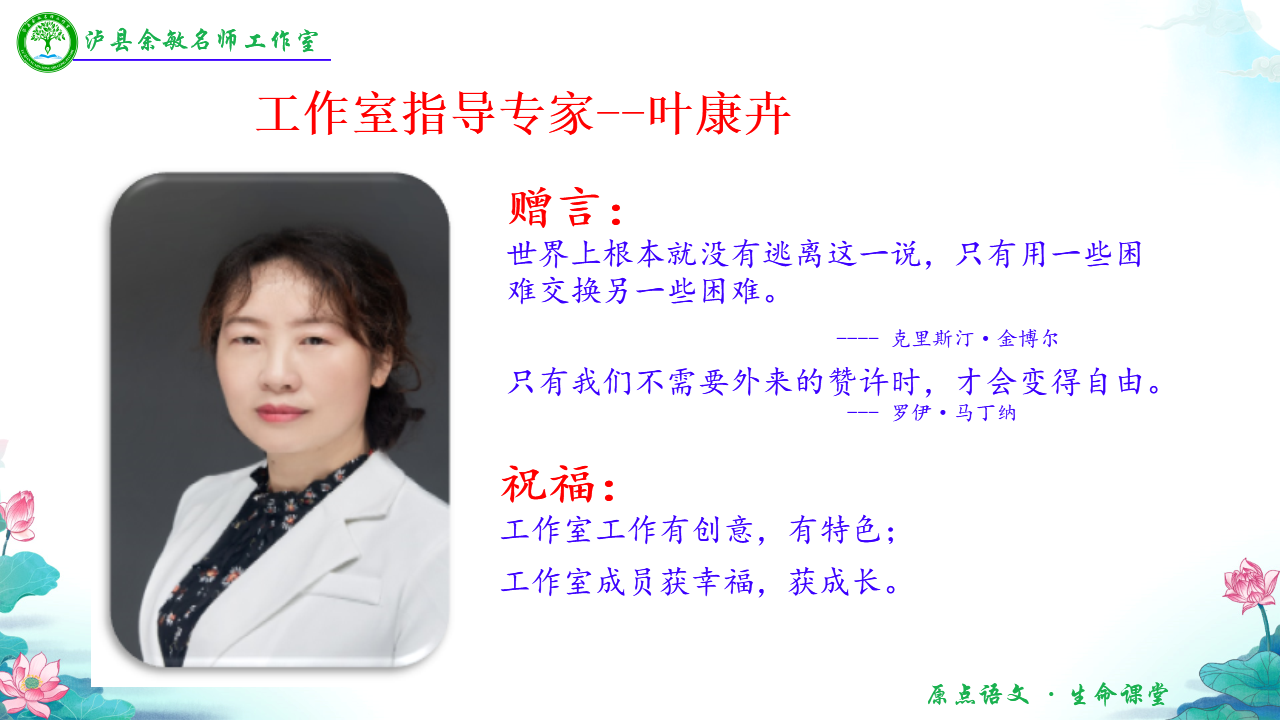 泸县余敏名师工作室
工作室指导专家--叶康卉
赠言：
世界上根本就没有逃离这一说，只有用一些困
难交换另一些困难。
---- 克里斯汀·金博尔
只有我们不需要外来的赞许时，才会变得自由。
--- 罗伊·马丁纳
祝福：
工作室工作有创意，有特色；
工作室成员获幸福，获成长。
原点语文 · 生命课堂